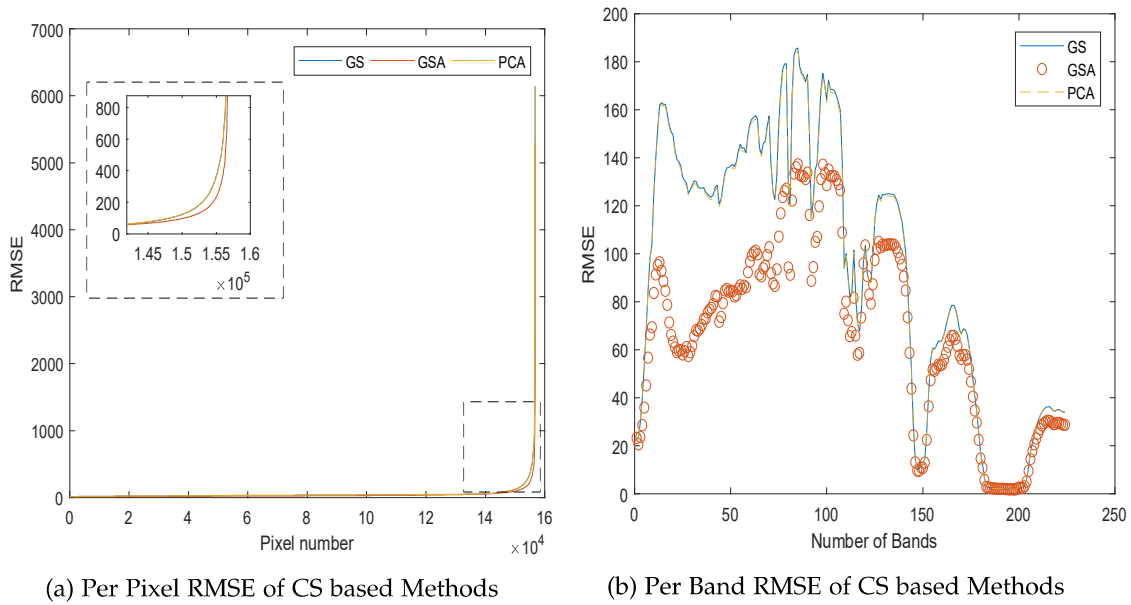 7000
6000
5000
4000
3000
2000
1000
0
RMSE
0 2 4 6 8 10 12 14 16
×10^4
Pixel number
GS GSA PCA
800
600
400
200
0
1.45 1.5 1.55 1.6
×10^5
(a) Per Pixel RMSE of CS based Methods
200
180
160
140
120
100
80
60
40
20
0
RMSE
0 50 100 150 200 250
Number of Bands
GS
GSA
PCA
(b) Per Band RMSE of CS based Methods